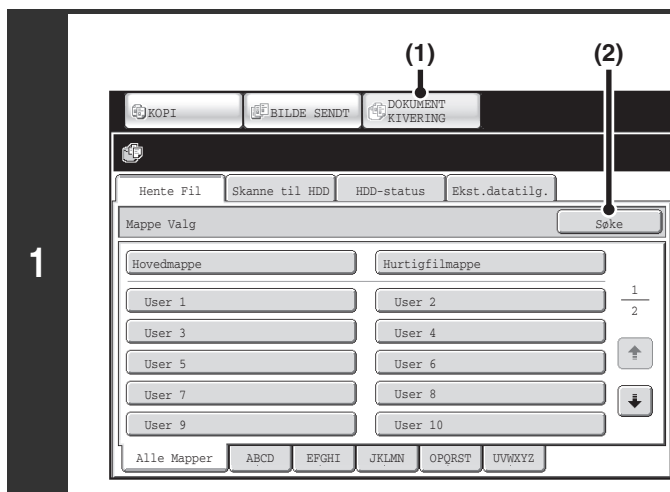 (1) (2)
KOPI BILDE SENDT DOKUMENT
KIVERING
Hente Fil Skanne til HDD HDD-status Ekst.datatilg.
Mappe Valg Søke
1
Hovedmappe Hurtigfilmappe
User 1 User 2
1
2
User 3 User 4
User 5 User 6
User 7 User 8
User 9 User 10
Alle Mapper ABCD EFGHI JKLMN OPQRST UVWXYZ